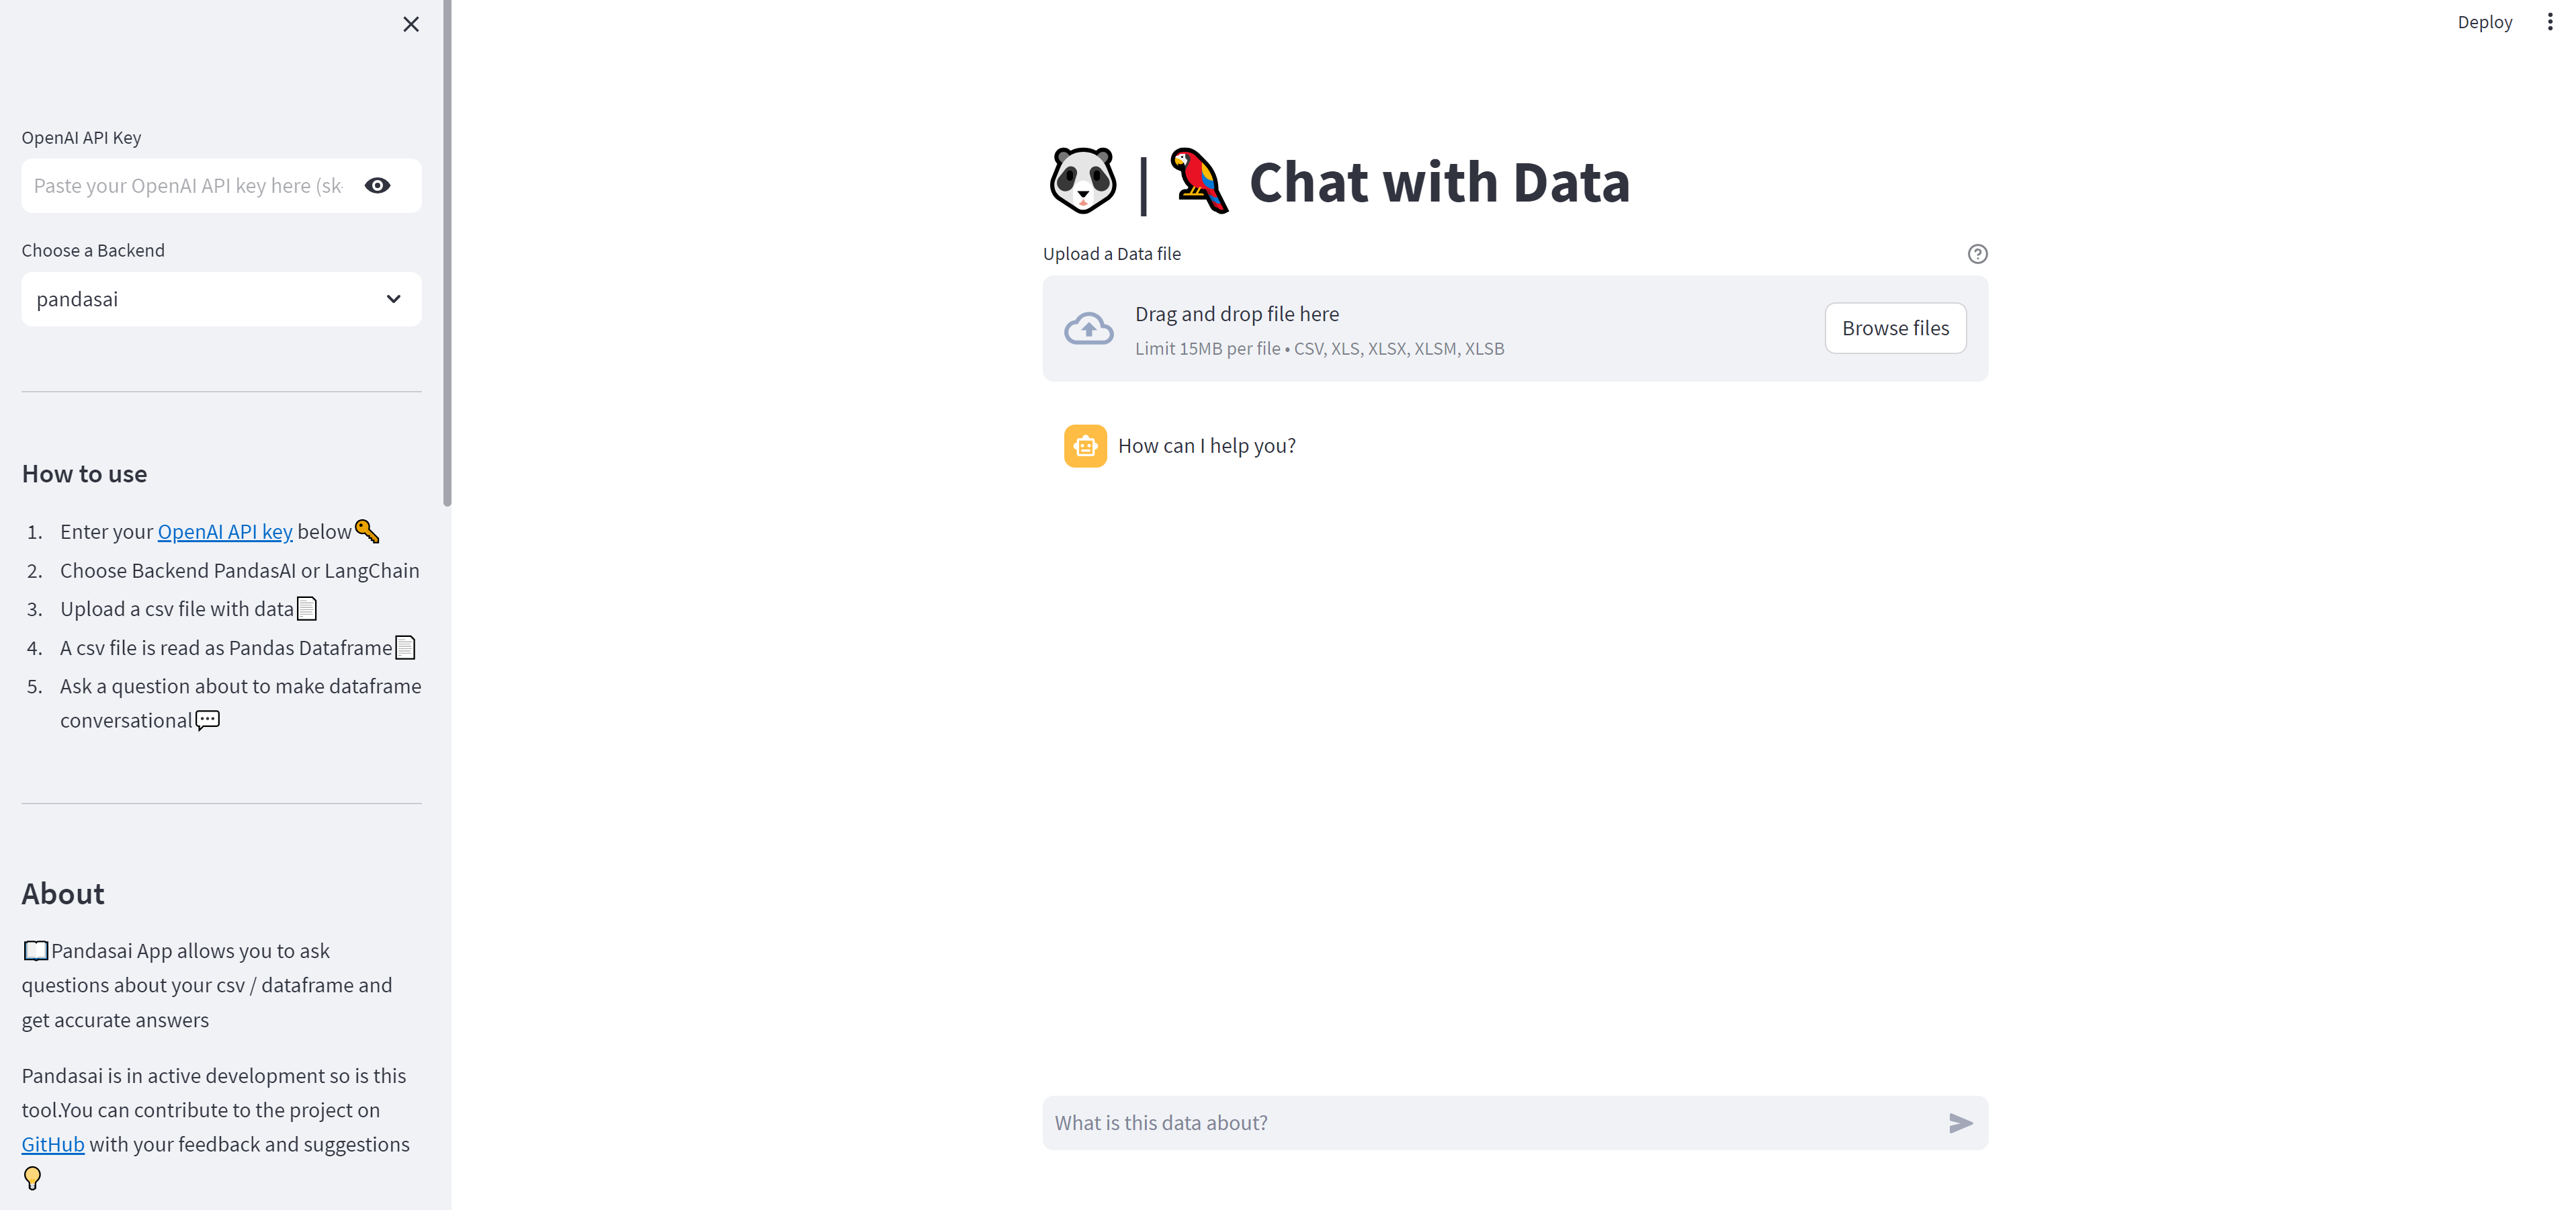 OpenAI API Key
Paste your OpenAI API key here (sk-
Choose a Backend
pandasai
How to use
1. Enter your OpenAI API key below🔑
2. Choose Backend PandasAI or LangChain
3. Upload a csv file with data📄
4. A csv file is read as Pandas Dataframe📄
5. Ask a question about to make dataframe
conversational💬
About
📖Pandasai App allows you to ask
questions about your csv / dataframe and
get accurate answers
Pandasai is in active development so is this
tool.You can contribute to the project on
GitHub with your feedback and suggestions
💡
Deploy
🐼 | 🦜 Chat with Data
Upload a Data file
Drag and drop file here
Limit 15MB per file • CSV, XLS, XLSX, XLSM, XLSB
Browse files
How can I help you?
What is this data about?